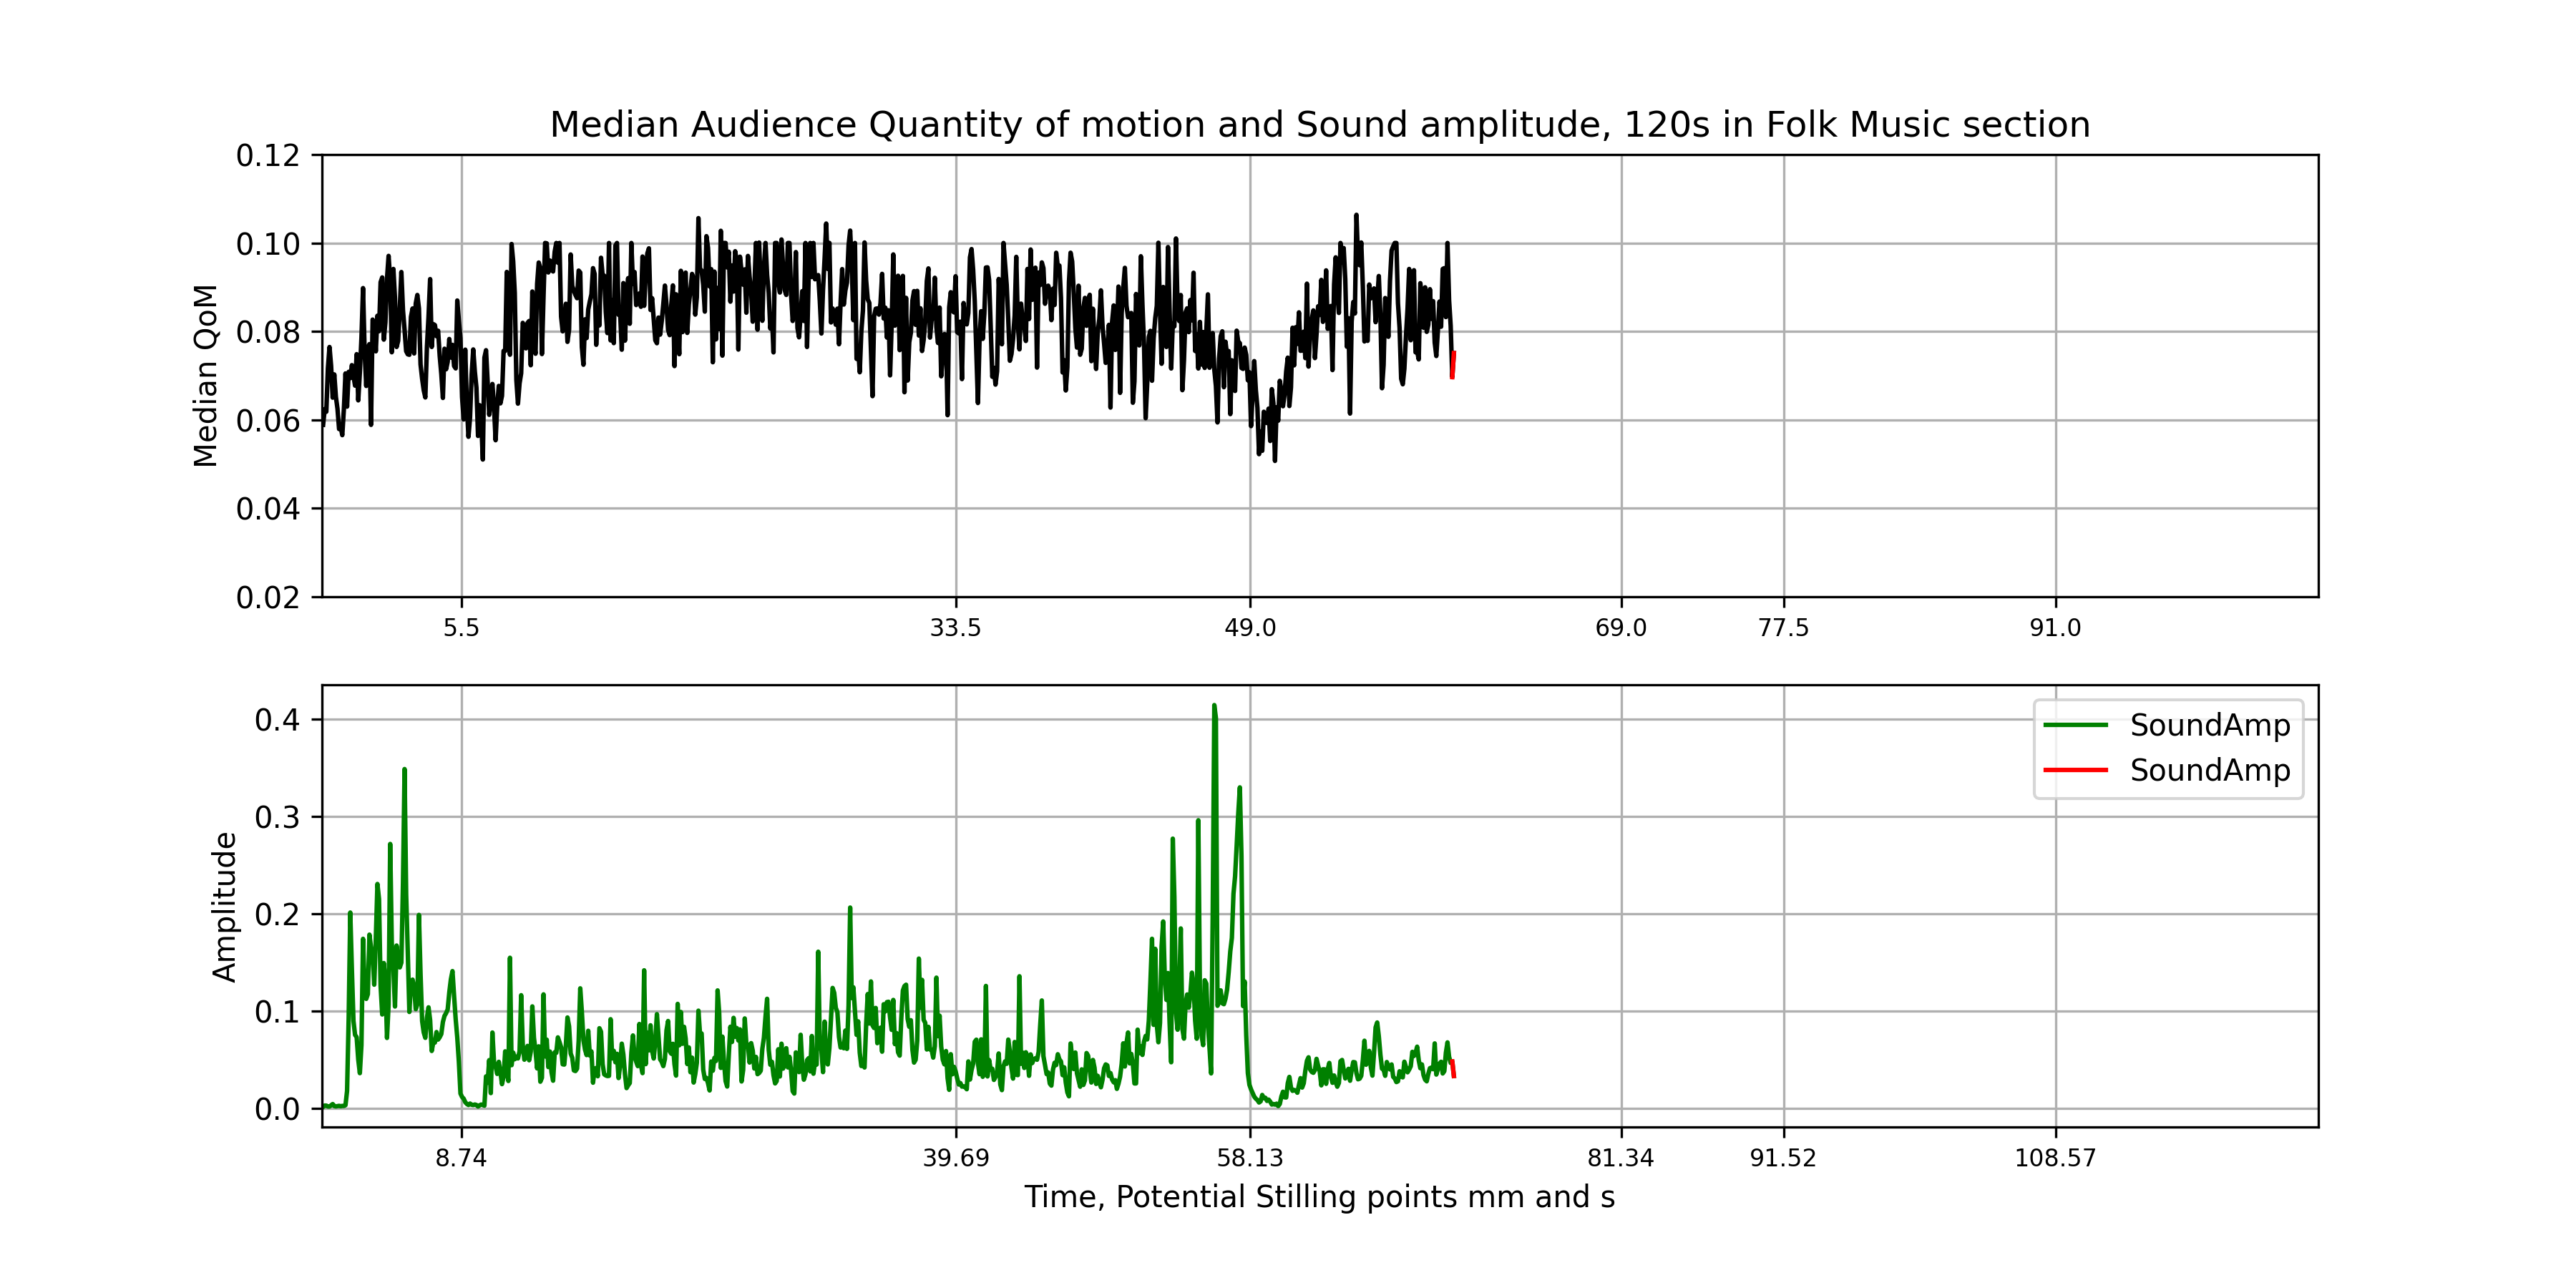 Median Audience Quantity of motion and Sound amplitude, 120s in Folk Music section
Median QoM
0.12
0.10
0.08
0.06
0.04
0.02
5.5 33.5 49.0 69.0 77.5 91.0
Amplitude
0.4
0.3
0.2
0.1
0.0
SoundAmp
SoundAmp
8.74 39.69 58.13 81.34 91.52 108.57
Time, Potential Stilling points mm and s